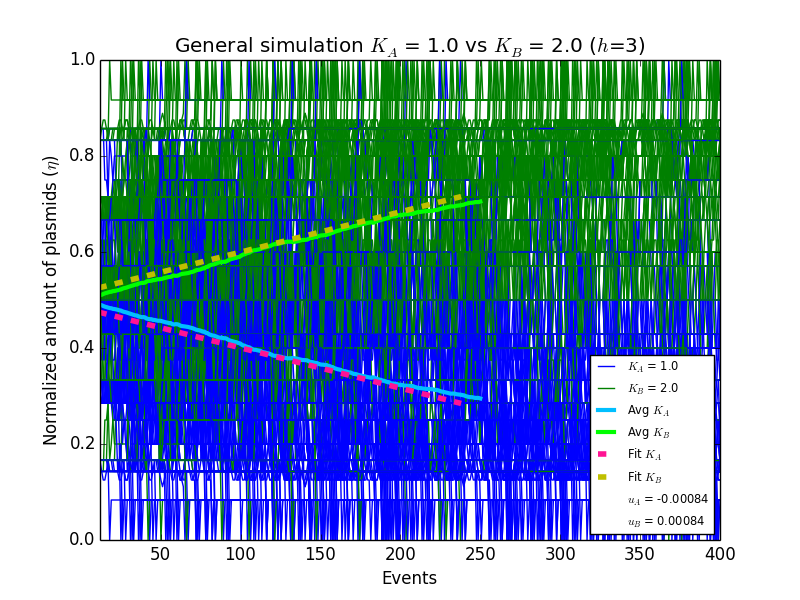 General simulation K_A = 1.0 vs K_B = 2.0 (h=3)
Normalized amount of plasmids (η)
1.0
0.8
0.6
0.4
0.2
0.0
K_A = 1.0
K_B = 2.0
Avg K_A
Avg K_B
Fit K_A
Fit K_B
u_A = -0.00084
u_B = 0.00084
50 100 150 200 250 300 350 400
Events